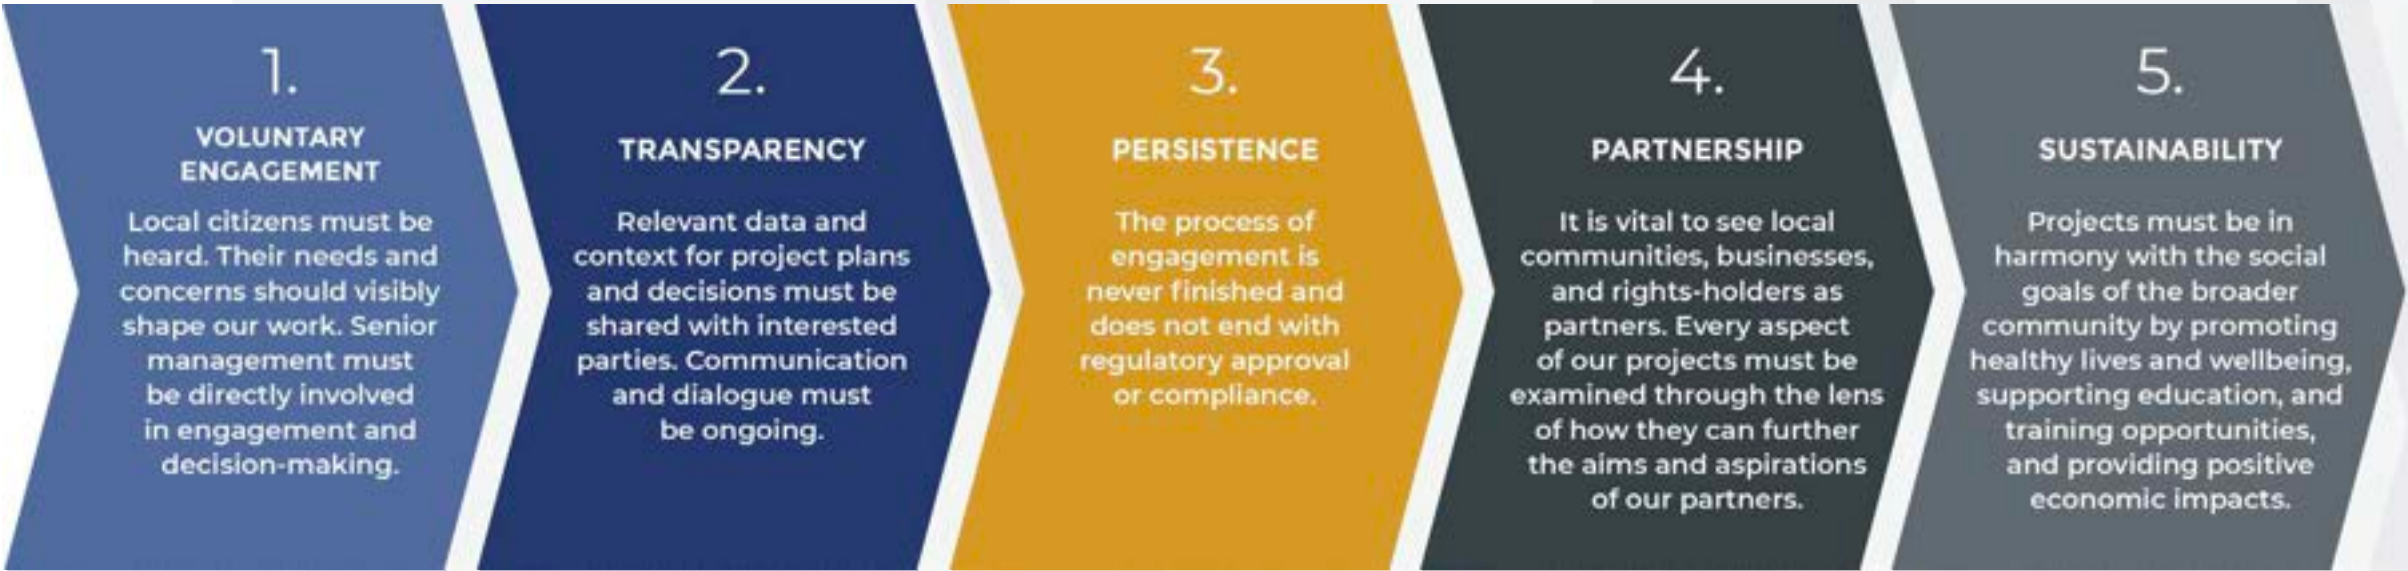 1.
VOLUNTARY
ENGAGEMENT
Local citizens must be
heard. Their needs and
concerns should visibly
shape our work. Senior
management must
be directly involved
in engagement and
decision-making.
2.
TRANSPARENCY
Relevant data and
context for project plans
and decisions must be
shared with interested
parties. Communication
and dialogue must
be ongoing.
3.
PERSISTENCE
The process of
engagement is
never finished and
does not end with
regulatory approval
or compliance.
4.
PARTNERSHIP
It is vital to see local
communities, businesses,
and rights-holders as
partners. Every aspect
of our projects must be
examined through the lens
of how they can further
the aims and aspirations
of our partners.
5.
SUSTAINABILITY
Projects must be in
harmony with the social
goals of the broader
community by promoting
healthy lives and wellbeing,
supporting education, and
training opportunities,
and providing positive
economic impacts.